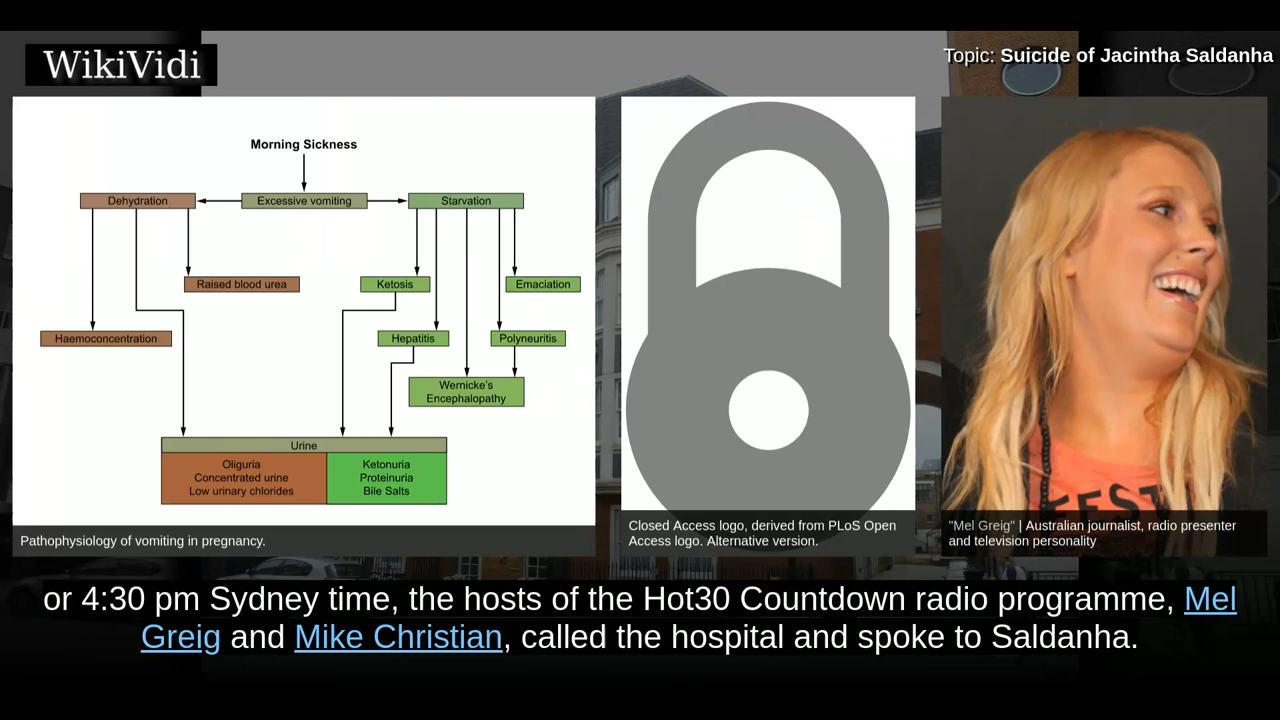 WikiVidi
Topic: Suicide of Jacintha Saldanha
Morning Sickness
Dehydration
Excessive vomiting
Starvation
Raised blood urea
Ketosis
Emaciation
Haemoconcentration
Hepatitis
Polyneuritis
Wernicke's
Encephalopathy
Urine
Oliguria
Concentrated urine
Low urinary chlorides
Ketonuria
Proteinuria
Bile Salts
Pathophysiology of vomiting in pregnancy.
Closed Access logo, derived from PLoS Open
Access logo. Alternative version.
FEST
"Mel Greig" | Australian journalist, radio presenter
and television personality
or 4:30 pm Sydney time, the hosts of the Hot30 Countdown radio programme, Mel
Greig and Mike Christian, called the hospital and spoke to Saldanha.